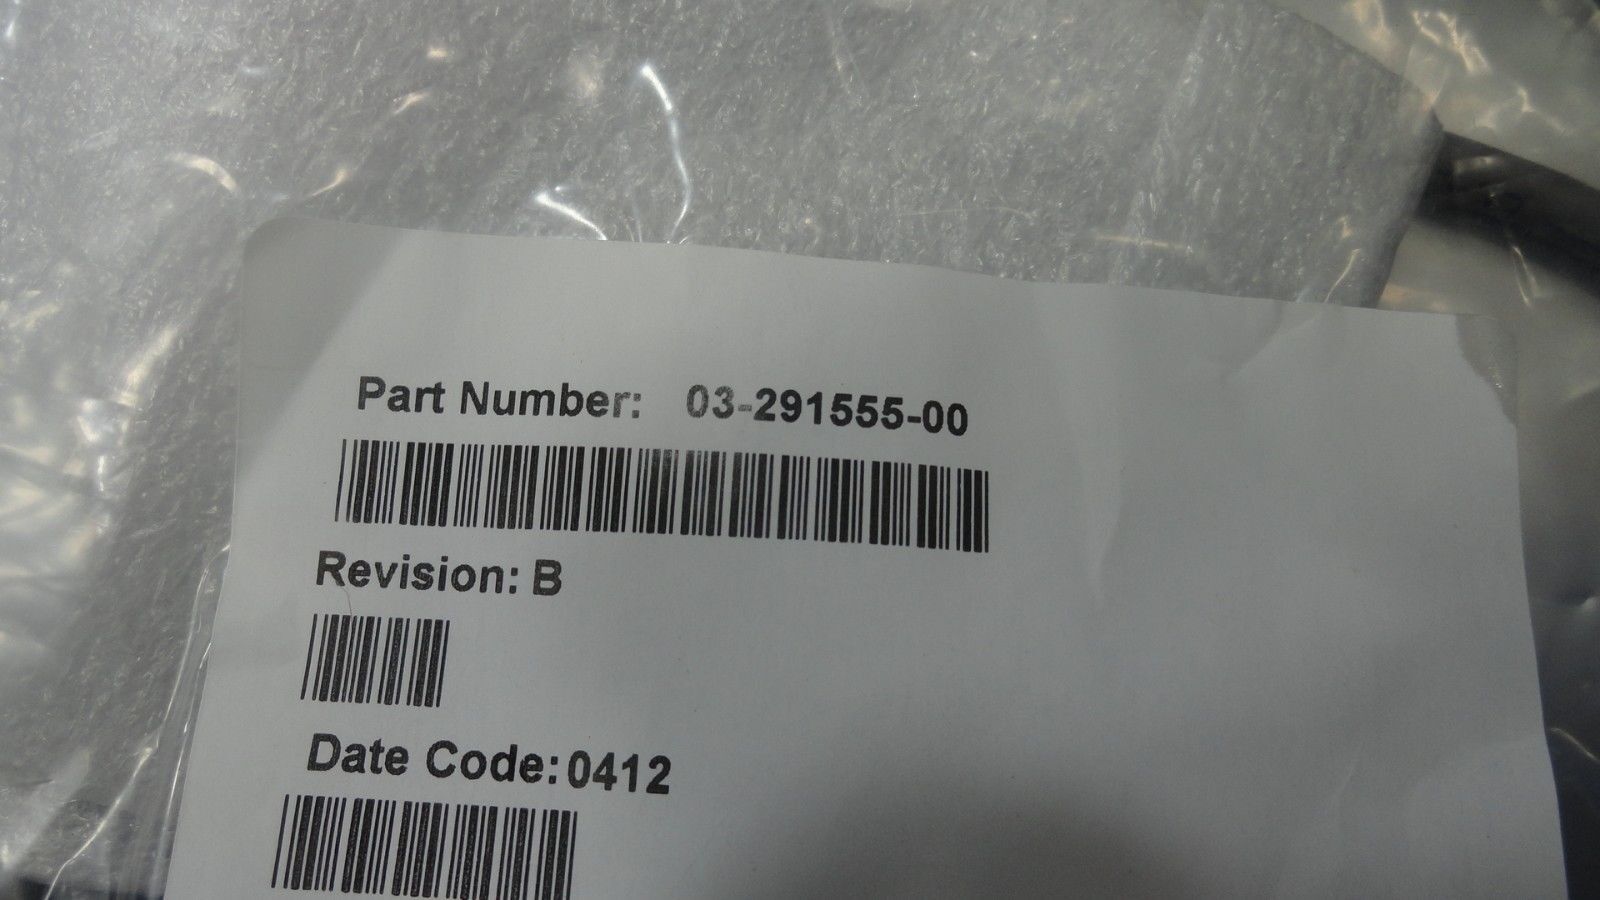 Part Number: 03-291555-00
Revision: B
Date Code: 0412